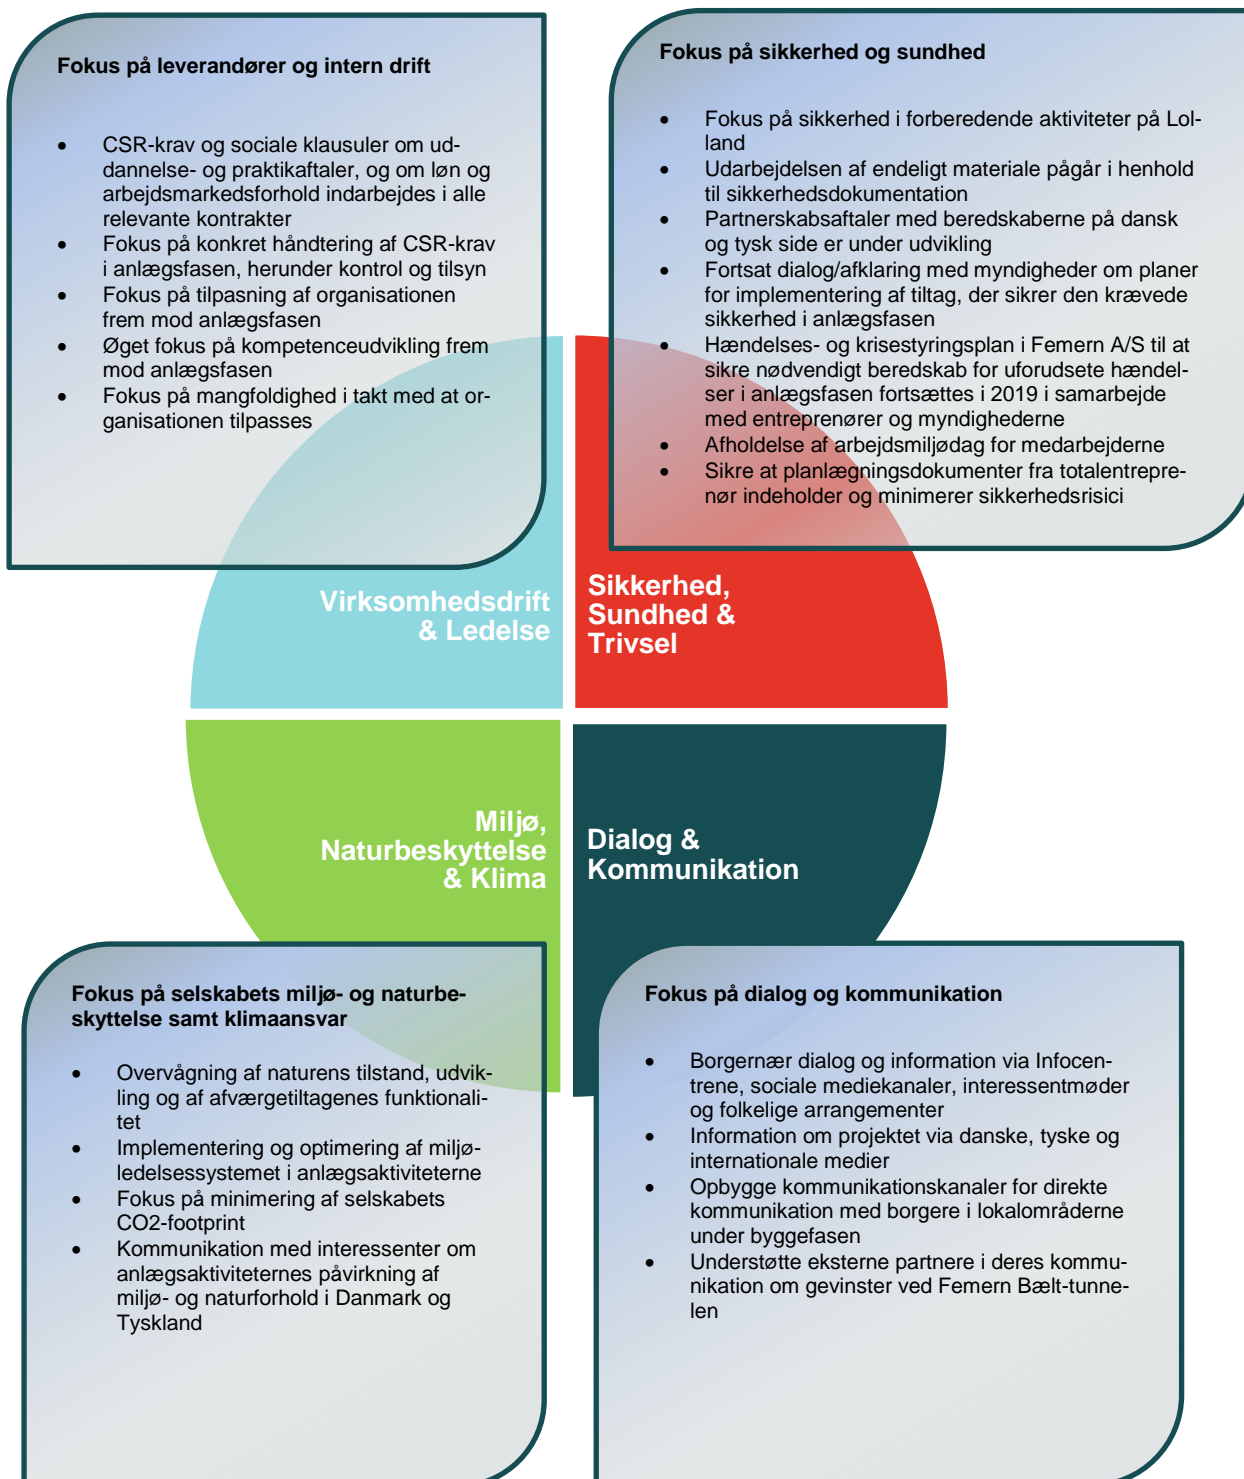 Fokus på leverandører og intern drift
• CSR-krav og sociale klausuler om ud-
dannelse- og praktikaftaler, og om løn og
arbejdsmarkedsforhold indarbejdes i alle
relevante kontrakter
• Fokus på konkret håndtering af CSR-krav
i anlægsfasen, herunder kontrol og tilsyn
• Fokus på tilpasning af organisationen
frem mod anlægsfasen
• Øget fokus på kompetenceudvikling frem
mod anlægsfasen
• Fokus på mangfoldighed i takt med at or-
ganisationen tilpasses
Fokus på sikkerhed og sundhed
• Fokus på sikkerhed i forberedende aktiviteter på Lol-
land
• Udarbejdelsen af endeligt materiale pågår i henhold
til sikkerhedsdokumentation
• Partnerskabsaftaler med beredskaberne på dansk
og tysk side er under udvikling
• Fortsat dialog/afklaring med myndigheder om planer
for implementering af tiltag, der sikrer den krævede
sikkerhed i anlægsfasen
• Hændelses- og krisestyringsplan i Femern A/S til at
sikre nødvendigt beredskab for uforudsete hændel-
ser i anlægsfasen fortsættes i 2019 i samarbejde
med entreprenører og myndighederne
• Afholdelse af arbejdsmiljødag for medarbejderne
• Sikre at planlægningsdokumenter fra totalentrepre-
nør indeholder og minimerer sikkerhedsrisici
Virksomhedsdrift
& Ledelse
Sikkerhed,
Sundhed &
Trivsel
Miljø,
Naturbeskyttelse
& Klima
Dialog &
Kommunikation
Fokus på selskabets miljø- og naturbe-
skyttelse samt klimaansvar
• Overvågning af naturens tilstand, udvik-
ling og af afværgetiltagenes funktionali-
tet
• Implementering og optimering af miljø-
ledelsessystemet i anlægsaktiviteterne
• Fokus på minimering af selskabets
CO2-footprint
• Kommunikation med interessenter om
anlægsaktiviteternes påvirkning af
miljø- og naturforhold i Danmark og
Tyskland
Fokus på dialog og kommunikation
• Borgernær dialog og information via Infocen-
trene, sociale mediekanaler, interessentmøder
og folkelige arrangementer
• Information om projektet via danske, tyske og
internationale medier
• Opbygge kommunikationskanaler for direkte
kommunikation med borgere i lokalområderne
under byggefasen
• Understøtte eksterne partnere i deres kommu-
nikation om gevinster ved Femern Bælt-tunne-
len